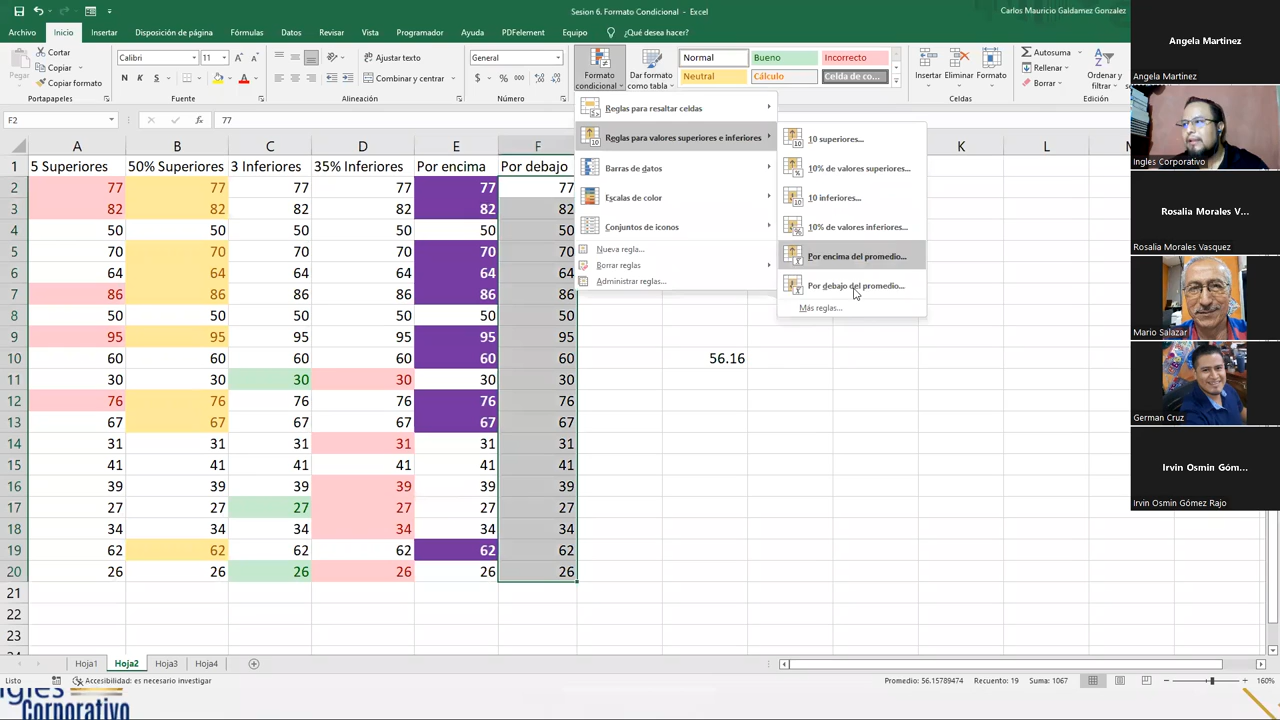 Sesion 6. Formato Condicional - Excel
Carlos Mauricio Galdamez Gonzalez
Archivo Inicio Insertar Disposición de página Fórmulas Datos Revisar Vista Programador Ayuda PDFelement Equipo ¿Qué desea hacer?
Cortar
Copiar
Copiar formato
Portapapeles
Calibri 11
N K S
Fuente
Ajustar texto
Combinar y centrar
Alineación
General
$ % 000
Número
Formato condicional
Dar formato como tabla
Normal Bueno Incorrecto
Neutral Cálculo Celda de co...
Insertar Eliminar Formato
Celdas
Autosuma
Rellenar
Borrar
Ordenar y filtrar
Edición
F2 fx 77
Reglas para resaltar celdas
Reglas para valores superiores e inferiores
Barras de datos
Escalas de color
Conjuntos de iconos
Nueva regla...
Borrar reglas
Administrar reglas...
10 superiores...
10% de valores superiores...
10 inferiores...
10% de valores inferiores...
Por encima del promedio...
Por debajo del promedio...
Más reglas...
A B C D E F K L M
1 5 Superiores 50% Superiores 3 Inferiores 35% Inferiores Por encima Por debajo
2 77 77 77 77 77 77
3 82 82 82 82 82 82
4 50 50 50 50 50 50
5 70 70 70 70 70 70
6 64 64 64 64 64 64
7 86 86 86 86 86 86
8 50 50 50 50 50 50
9 95 95 95 95 95 95
10 60 60 60 60 60 60 56.16
11 30 30 30 30 30 30
12 76 76 76 76 76 76
13 67 67 67 67 67 67
14 31 31 31 31 31 31
15 41 41 41 41 41 41
16 39 39 39 39 39 39
17 27 27 27 27 27 27
18 34 34 34 34 34 34
19 62 62 62 62 62 62
20 26 26 26 26 26 26
21
22
23
Hoja1 Hoja2 Hoja3 Hoja4
Listo Accesibilidad: es necesario investigar Promedio: 56.15789474 Recuento: 19 Suma: 1067 160%
Ingles
Corporativo
Angela Martinez
Angela Martinez
Ingles Corporativo
Rosalia Morales V...
Rosalia Morales Vasquez
Mario Salazar
German Cruz
Irvin Osmin Góm...
Irvin Osmin Gómez Rajo